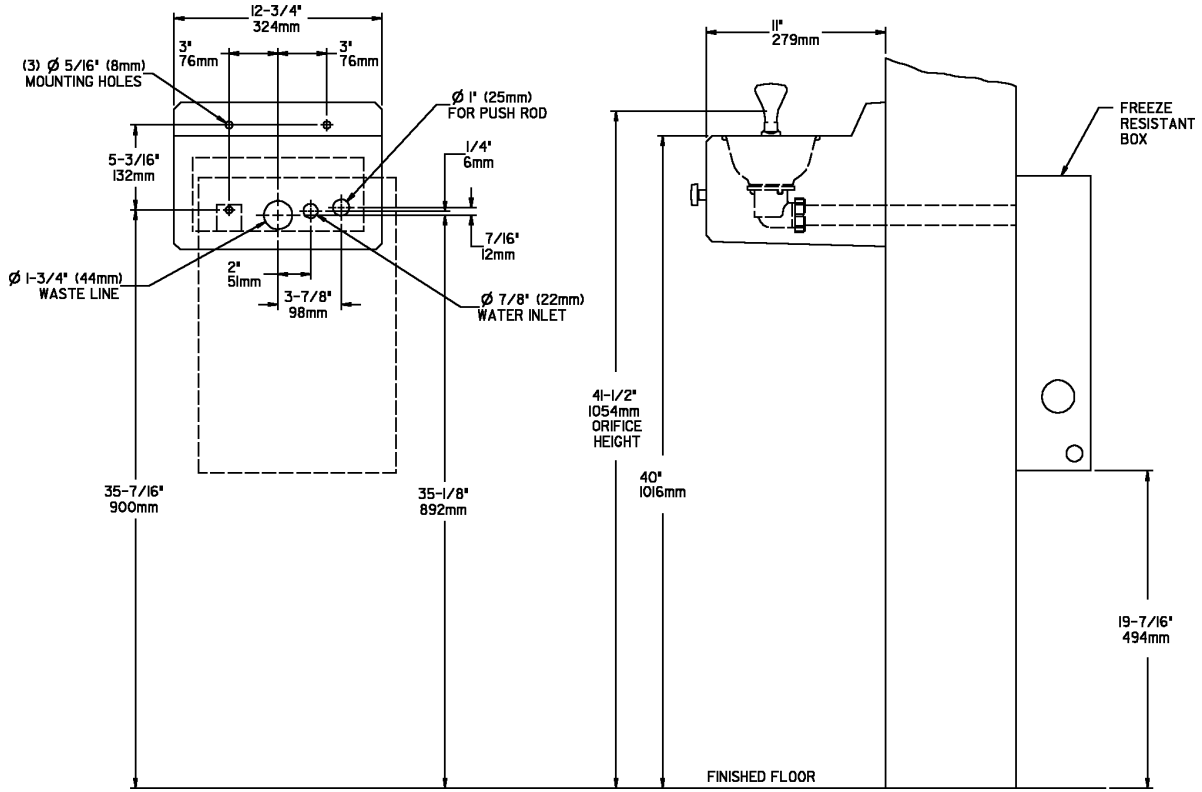 12-3/4"
324mm
3"
76mm
3"
76mm
(3) Ø 5/16" (8mm)
MOUNTING HOLES
Ø 1" (25mm)
FOR PUSH ROD
5-3/16"
132mm
1/4"
6mm
7/16"
12mm
Ø 1-3/4" (44mm)
WASTE LINE
2"
51mm
3-7/8"
98mm
Ø 7/8" (22mm)
WATER INLET
35-7/16"
900mm
35-1/8"
892mm
11"
279mm
FREEZE
RESISTANT
BOX
41-1/2"
1054mm
ORIFICE
HEIGHT
40"
1016mm
19-7/16"
494mm
FINISHED FLOOR